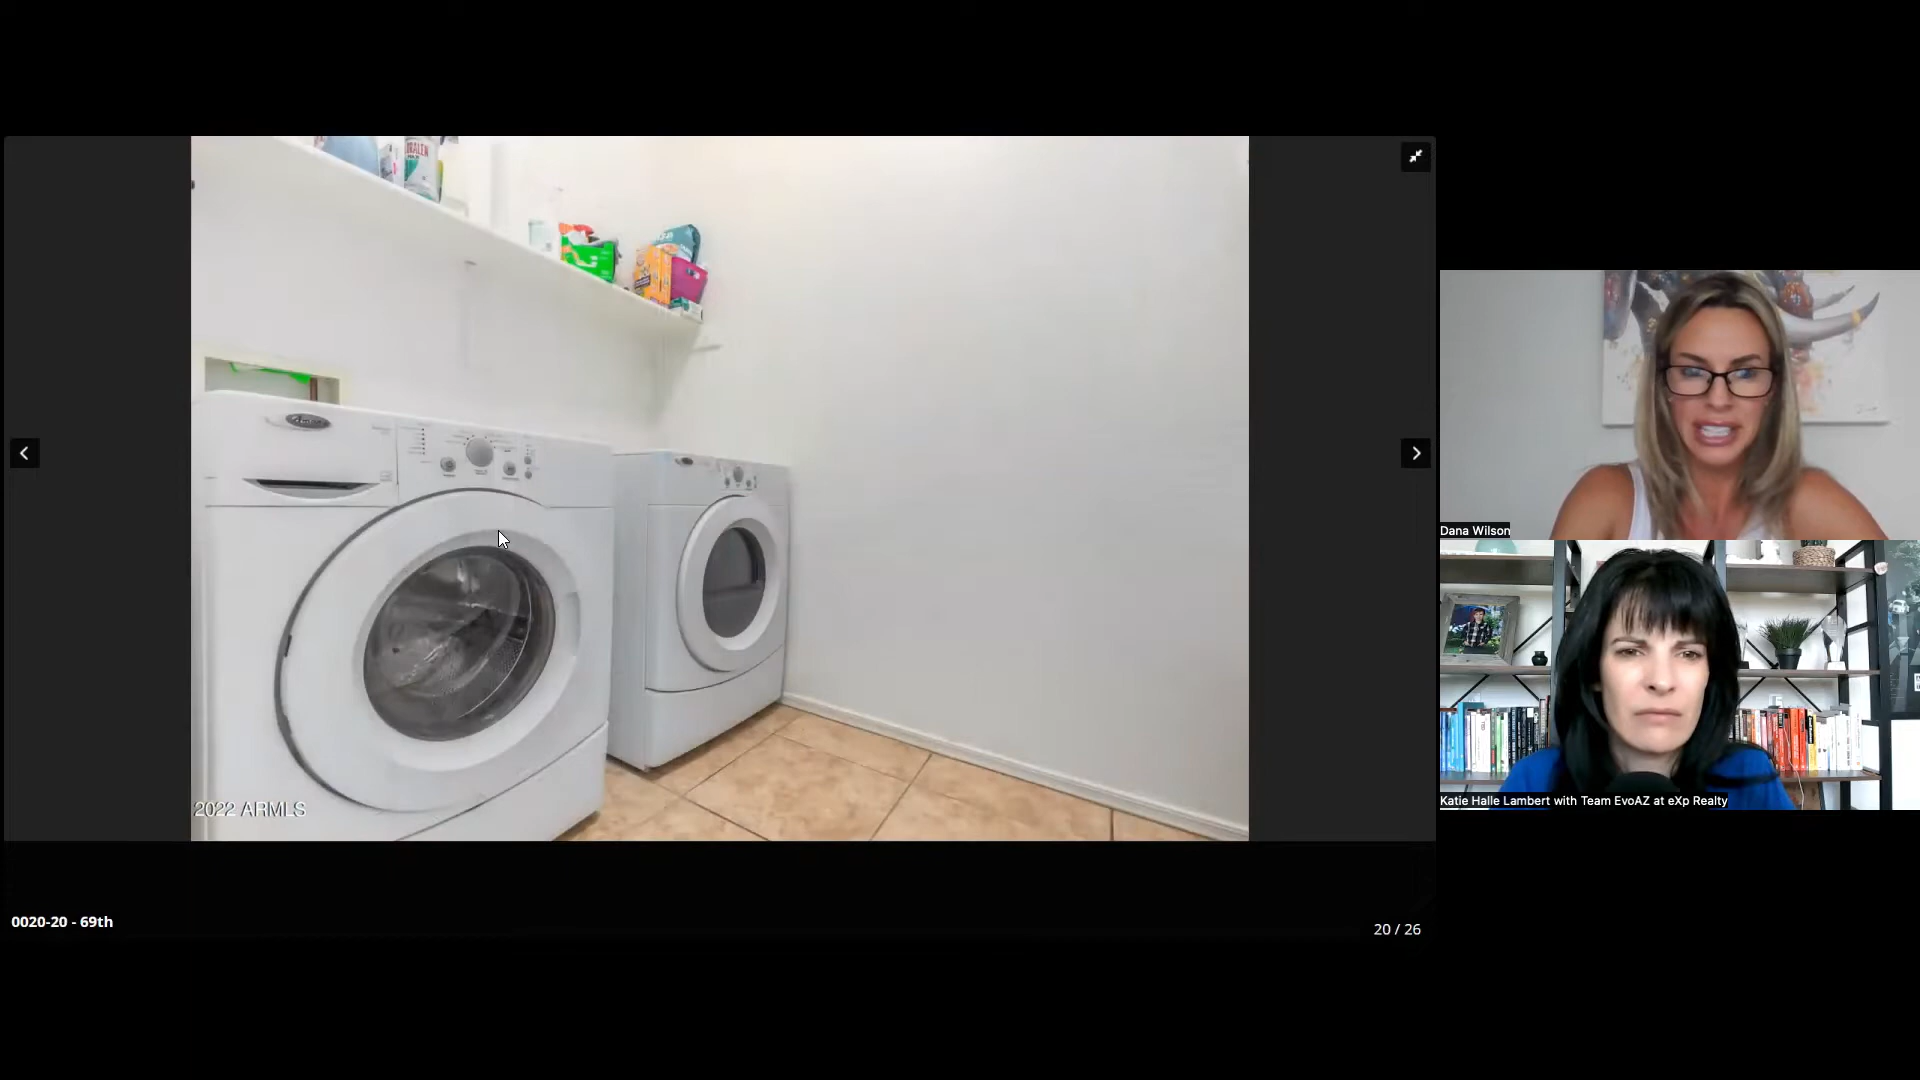 2022 ARMLS
0020-20 - 69th
20 / 26
Dana Wilson
Katie Halle Lambert with Team EvoAZ at eXp Realty